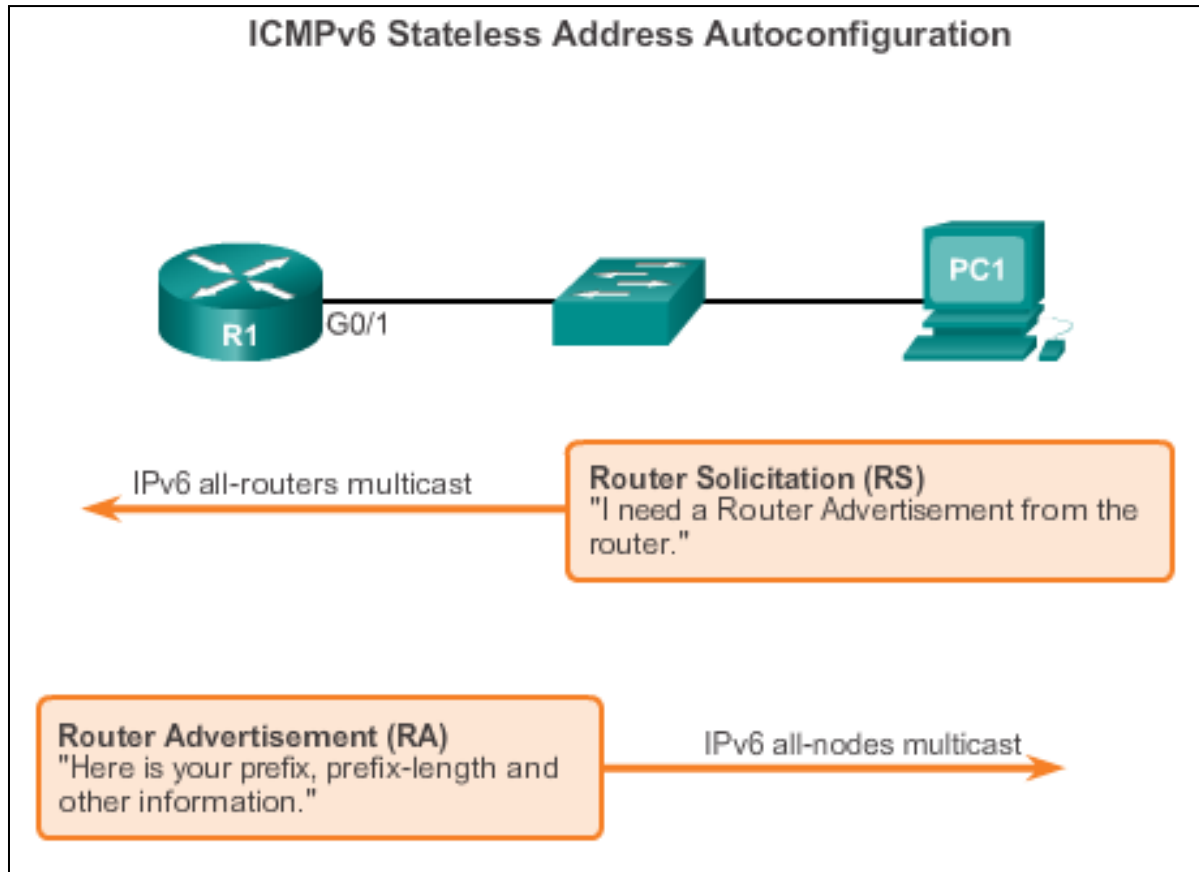 ICMPv6 Stateless Address Autoconfiguration
R1
G0/1
PC1
IPv6 all-routers multicast
Router Solicitation (RS)
"I need a Router Advertisement from the
router."
Router Advertisement (RA)
"Here is your prefix, prefix-length and
other information."
IPv6 all-nodes multicast